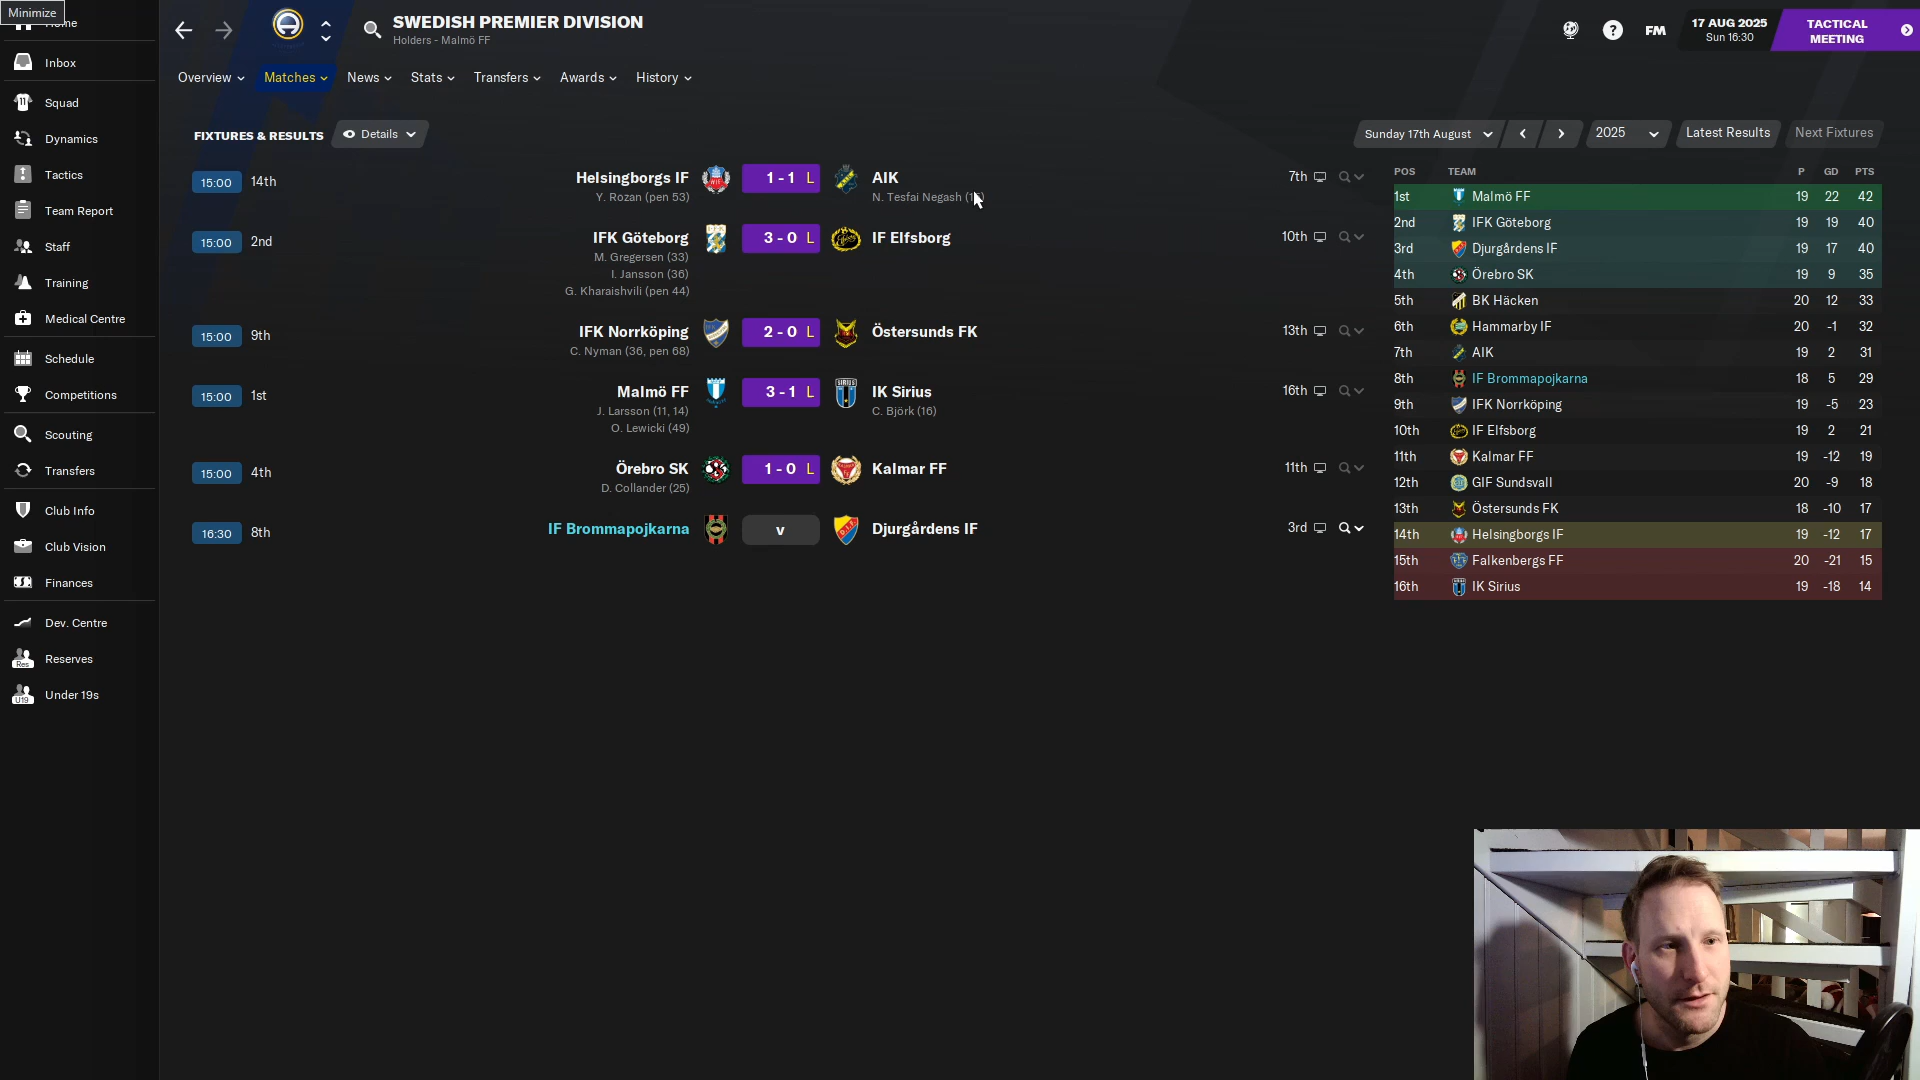 Minimize
Home
Inbox
Squad
Dynamics
Tactics
Team Report
Staff
Training
Medical Centre
Schedule
Competitions
Scouting
Transfers
Club Info
Club Vision
Finances
Dev. Centre
Reserves
Under 19s
SWEDISH PREMIER DIVISION
Holders - Malmö FF
FM
17 AUG 2025
Sun 16:30
TACTICAL
MEETING
Overview Matches News Stats Transfers Awards History
FIXTURES & RESULTS Details
Sunday 17th August 2025 Latest Results Next Fixtures
15:00 14th Helsingborgs IF 1 - 1 L AIK 7th
Y. Rozan (pen 53) N. Tesfai Negash
15:00 2nd IFK Göteborg 3 - 0 L IF Elfsborg 10th
M. Gregersen (33)
I. Jansson (36)
G. Kharaishvili (pen 44)
15:00 9th IFK Norrköping 2 - 0 L Östersunds FK 13th
C. Nyman (36, pen 68)
15:00 1st Malmö FF 3 - 1 L IK Sirius 16th
J. Larsson (11, 14) C. Björk (16)
O. Lewicki (49)
15:00 4th Örebro SK 1 - 0 L Kalmar FF 11th
D. Collander (25)
16:30 8th IF Brommapojkarna v Djurgårdens IF 3rd
POS TEAM P GD PTS
1st Malmö FF 19 22 42
2nd IFK Göteborg 19 19 40
3rd Djurgårdens IF 19 17 40
4th Örebro SK 19 9 35
5th BK Häcken 20 12 33
6th Hammarby IF 20 -1 32
7th AIK 19 2 31
8th IF Brommapojkarna 18 5 29
9th IFK Norrköping 19 -5 23
10th IF Elfsborg 19 2 21
11th Kalmar FF 19 -12 19
12th GIF Sundsvall 20 -9 18
13th Östersunds FK 18 -10 17
14th Helsingborgs IF 19 -12 17
15th Falkenbergs FF 20 -21 15
16th IK Sirius 19 -18 14